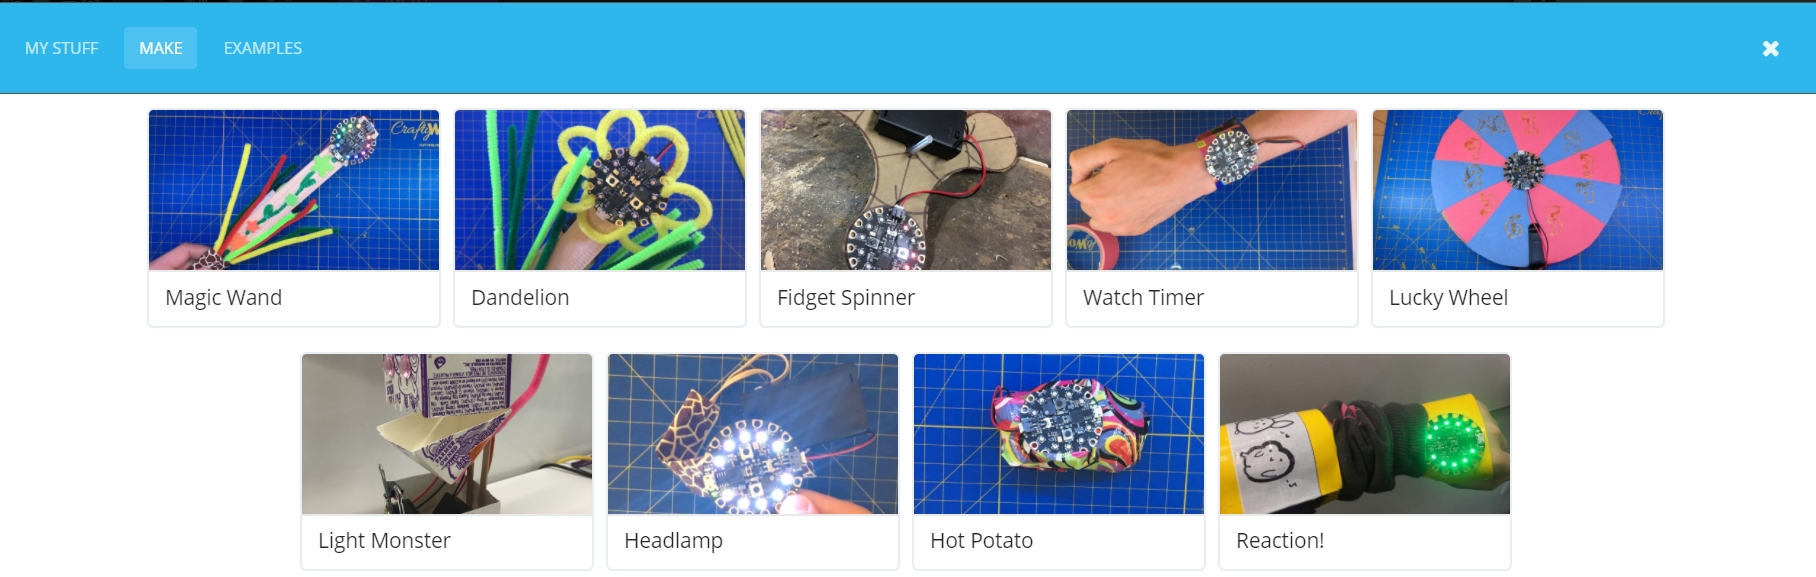 MY STUFF MAKE EXAMPLES
Magic Wand
Dandelion
Fidget Spinner
Watch Timer
Lucky Wheel
Light Monster
Headlamp
Hot Potato
Reaction!